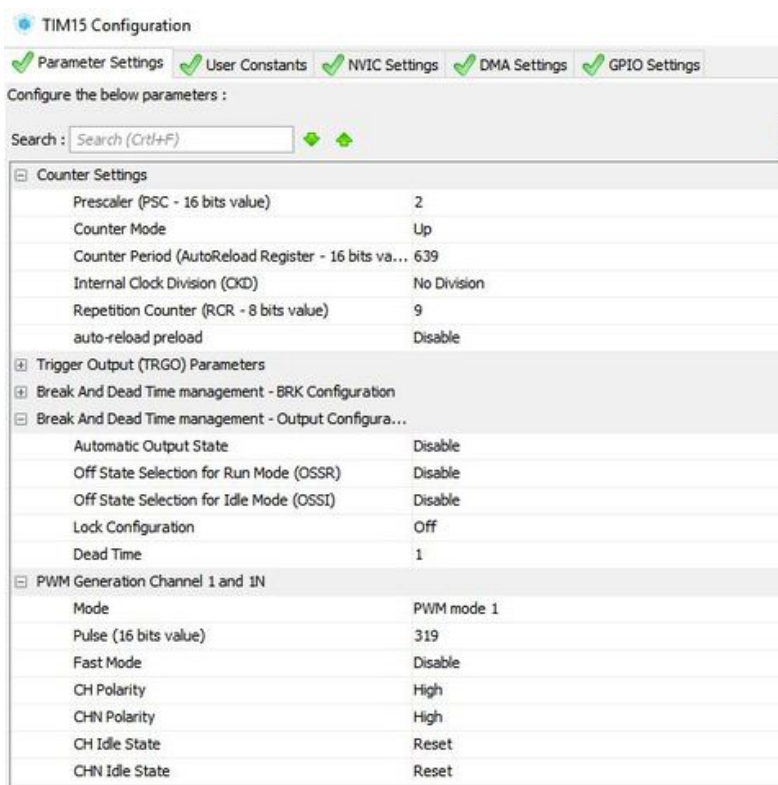 TIM15 Configuration
Parameter Settings User Constants NVIC Settings DMA Settings GPIO Settings
Configure the below parameters :
Search : Search (Crtl+F)
Counter Settings
Prescaler (PSC - 16 bits value) 2
Counter Mode Up
Counter Period (AutoReload Register - 16 bits va... 639
Internal Clock Division (CKD) No Division
Repetition Counter (RCR - 8 bits value) 9
auto-reload preload Disable
Trigger Output (TRGO) Parameters
Break And Dead Time management - BRK Configuration
Break And Dead Time management - Output Configura...
Automatic Output State Disable
Off State Selection for Run Mode (OSSR) Disable
Off State Selection for Idle Mode (OSSI) Disable
Lock Configuration Off
Dead Time 1
PWM Generation Channel 1 and 1N
Mode PWM mode 1
Pulse (16 bits value) 319
Fast Mode Disable
CH Polarity High
CHN Polarity High
CH Idle State Reset
CHN Idle State Reset